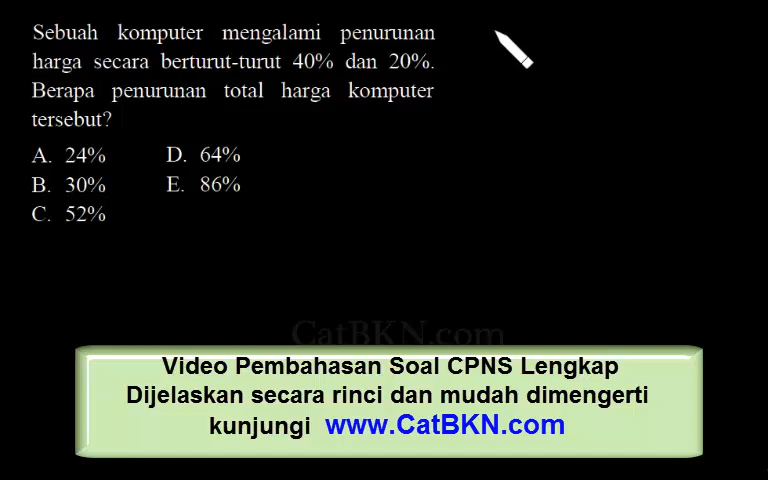 Sebuah komputer mengalami penurunan
harga secara berturut-turut 40% dan 20%.
Berapa penurunan total harga komputer
tersebut?
A. 24% D. 64%
B. 30% E. 86%
C. 52%
CatBKN.com
Video Pembahasan Soal CPNS Lengkap
Dijelaskan secara rinci dan mudah dimengerti
kunjungi www.CatBKN.com